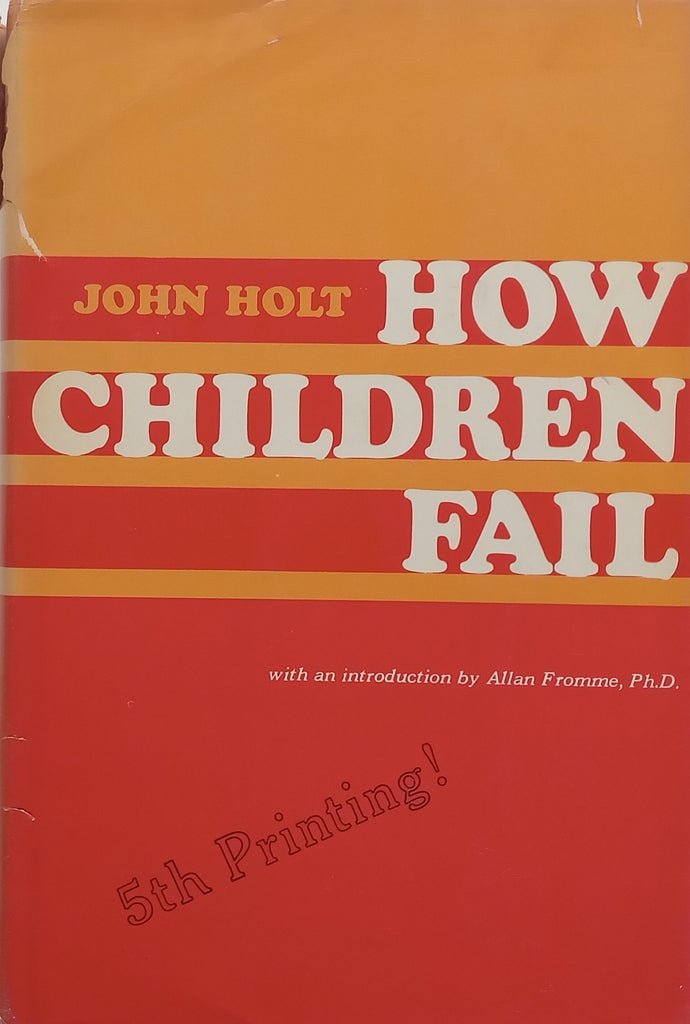 JOHN HOLT HOW
CHILDREN
FAIL
with an introduction by Allan Fromme, Ph.D.
5th Printing!